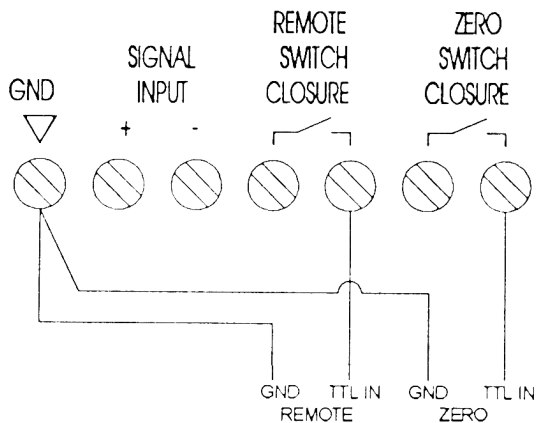 GND
SIGNAL
INPUT
+ -
REMOTE
SWITCH
CLOSURE
ZERO
SWITCH
CLOSURE
GND TTL IN GND TTL IN
REMOTE ZERO